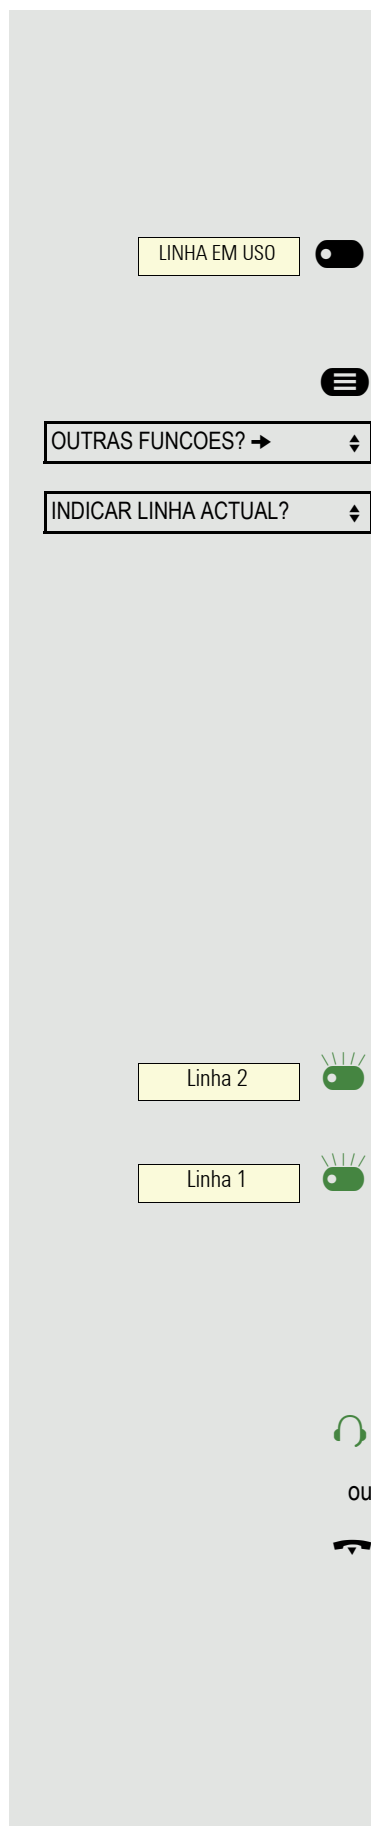 LINHA EM USO
OUTRAS FUNCOES? ➔
INDICAR LINHA ACTUAL?
Linha 2
Linha 1
ou